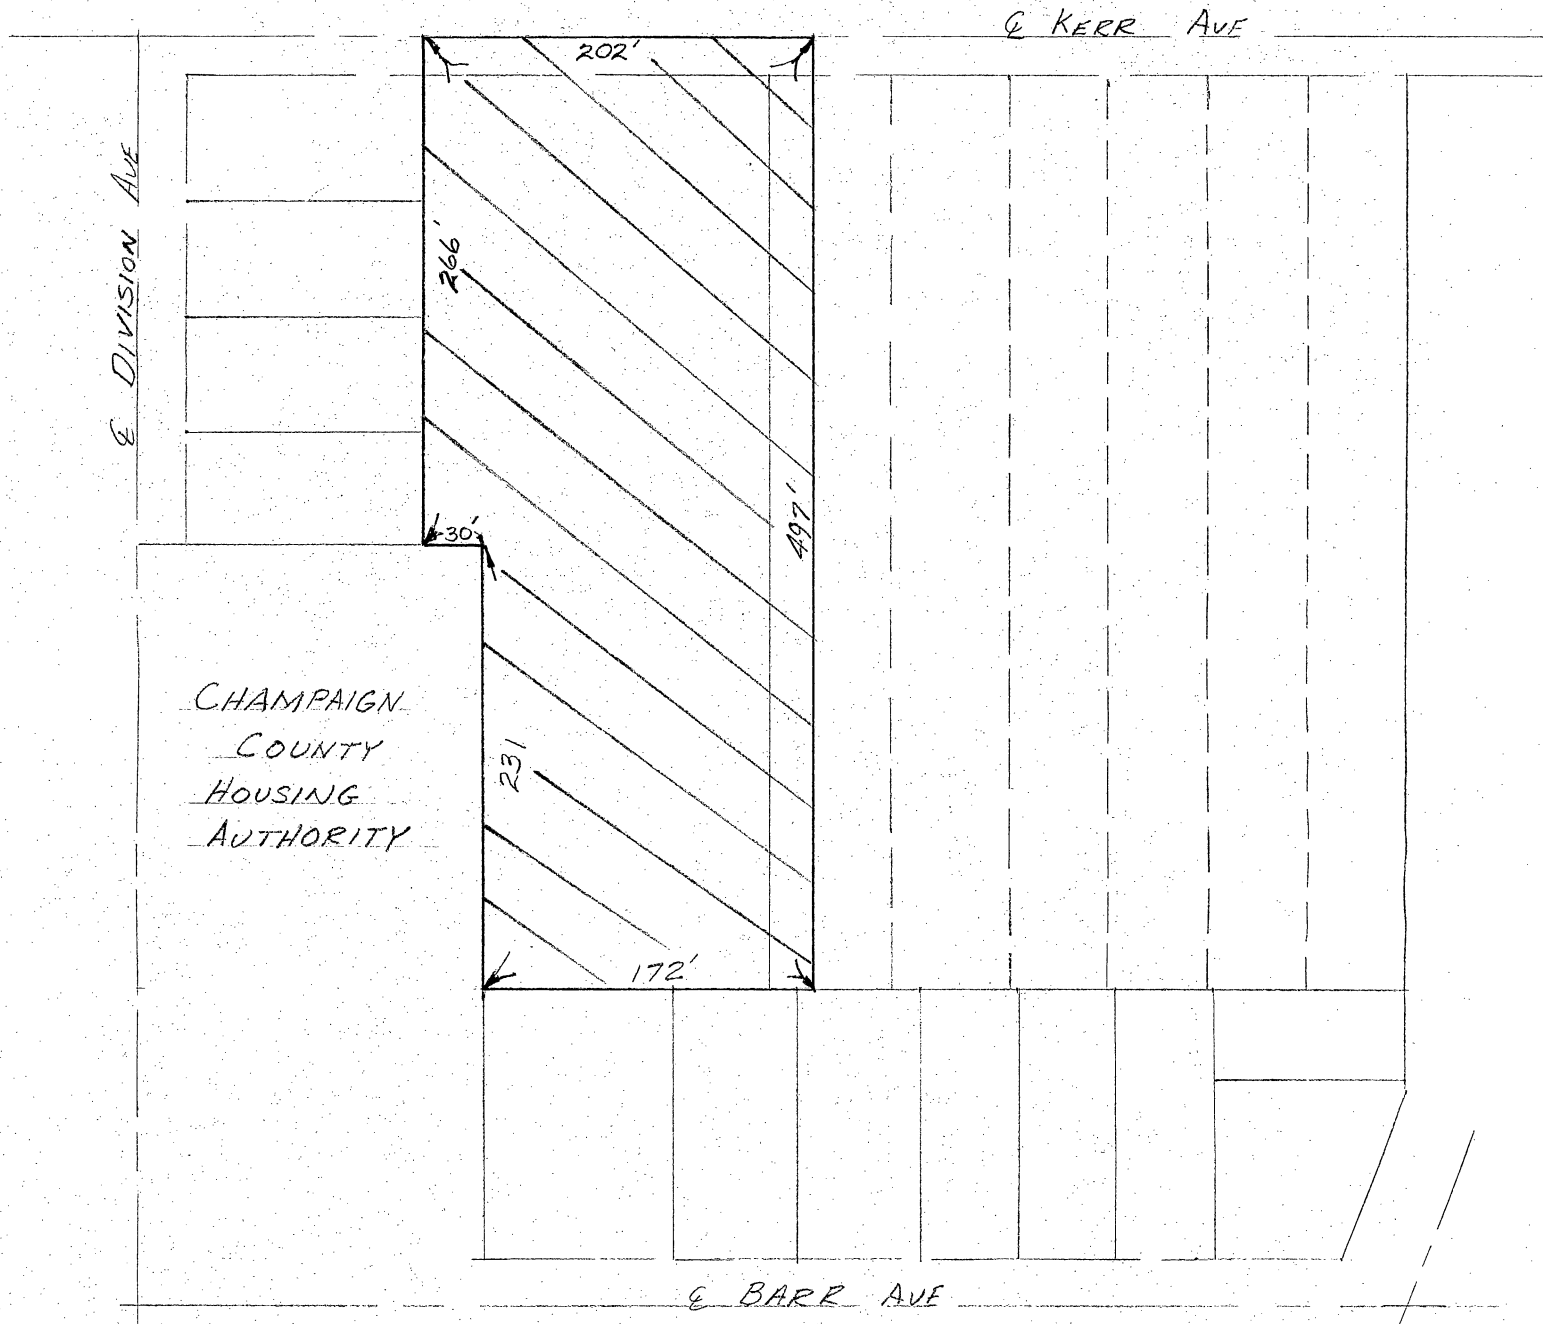 ℄ KERR AVE
202'
℄ DIVISION AVE
266'
30'
497'
CHAMPAIGN
COUNTY
HOUSING
AUTHORITY
231
172'
℄ BARR AVE